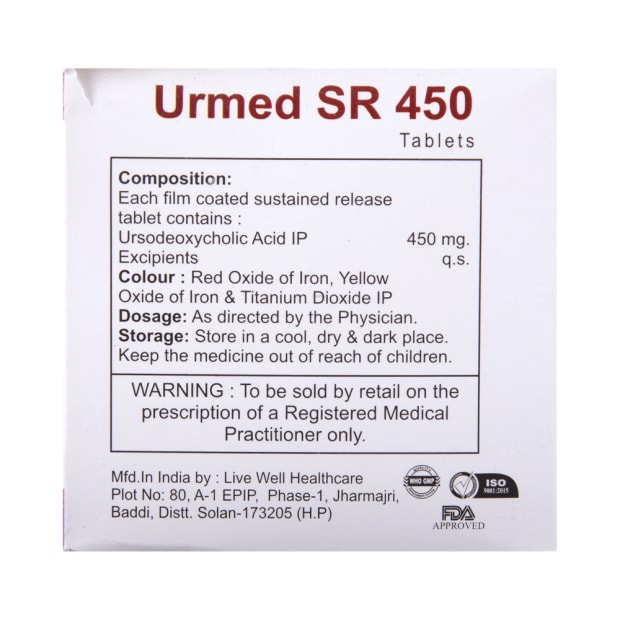 Urmed SR 450
Tablets
Composition:
Each film coated sustained release
tablet contains :
Ursodeoxycholic Acid IP 450 mg.
Excipients q.s.
Colour : Red Oxide of Iron, Yellow
Oxide of Iron & Titanium Dioxide IP
Dosage: As directed by the Physician.
Storage: Store in a cool, dry & dark place.
Keep the medicine out of reach of children.
WARNING : To be sold by retail on the
prescription of a Registered Medical
Practitioner only.
Mfd.In India by : Live Well Healthcare
Plot No: 80, A-1 EPIP, Phase-1, Jharmajri,
Baddi, Distt. Solan-173205 (H.P)
WHO GMP
ISO
9001:2015
FDA
APPROVED